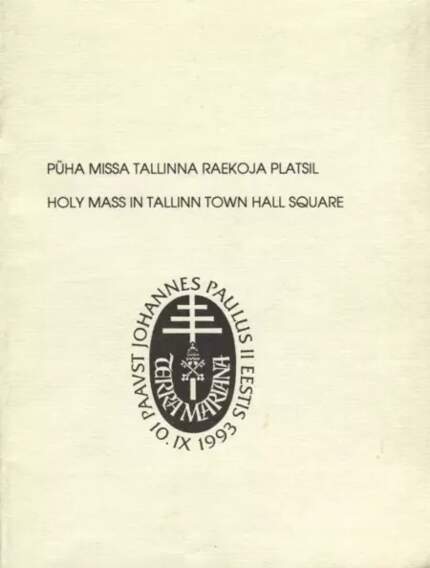 PÜHA MISSA TALLINNA RAEKOJA PLATSIL
HOLY MASS IN TALLINN TOWN HALL SQUARE
PAAVST JOHANNES PAULUS II EESTIS
10.IX 1993
TERRA MARIANA